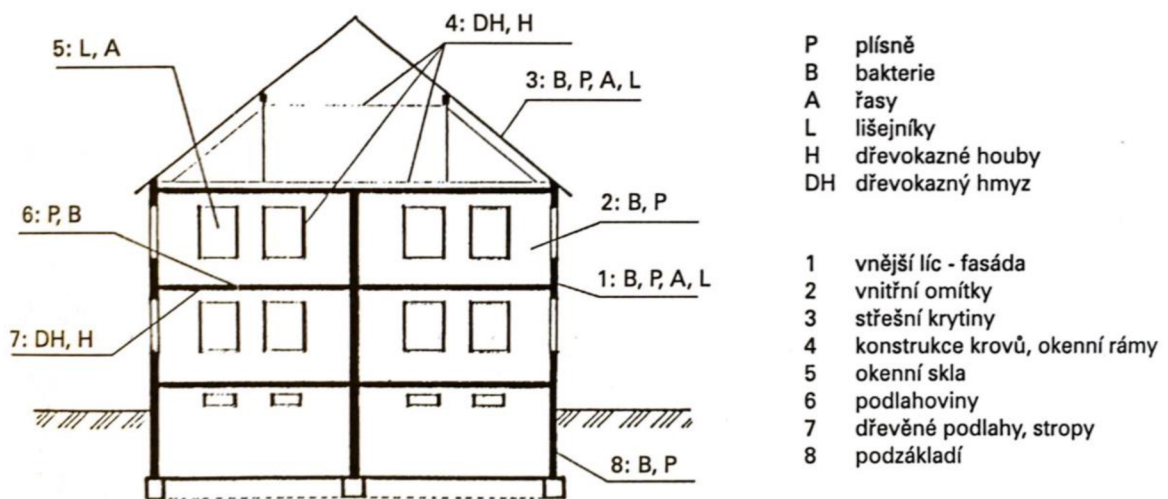 4: DH, H
5: L, A
3: B, P, A, L
6: P, B
2: B, P
1: B, P, A, L
7: DH, H
8: B, P
P plísně
B bakterie
A řasy
L lišejníky
H dřevokazné houby
DH dřevokazný hmyz
1 vnější líc - fasáda
2 vnitřní omítky
3 střešní krytiny
4 konstrukce krovů, okenní rámy
5 okenní skla
6 podlahoviny
7 dřevěné podlahy, stropy
8 podzákladí